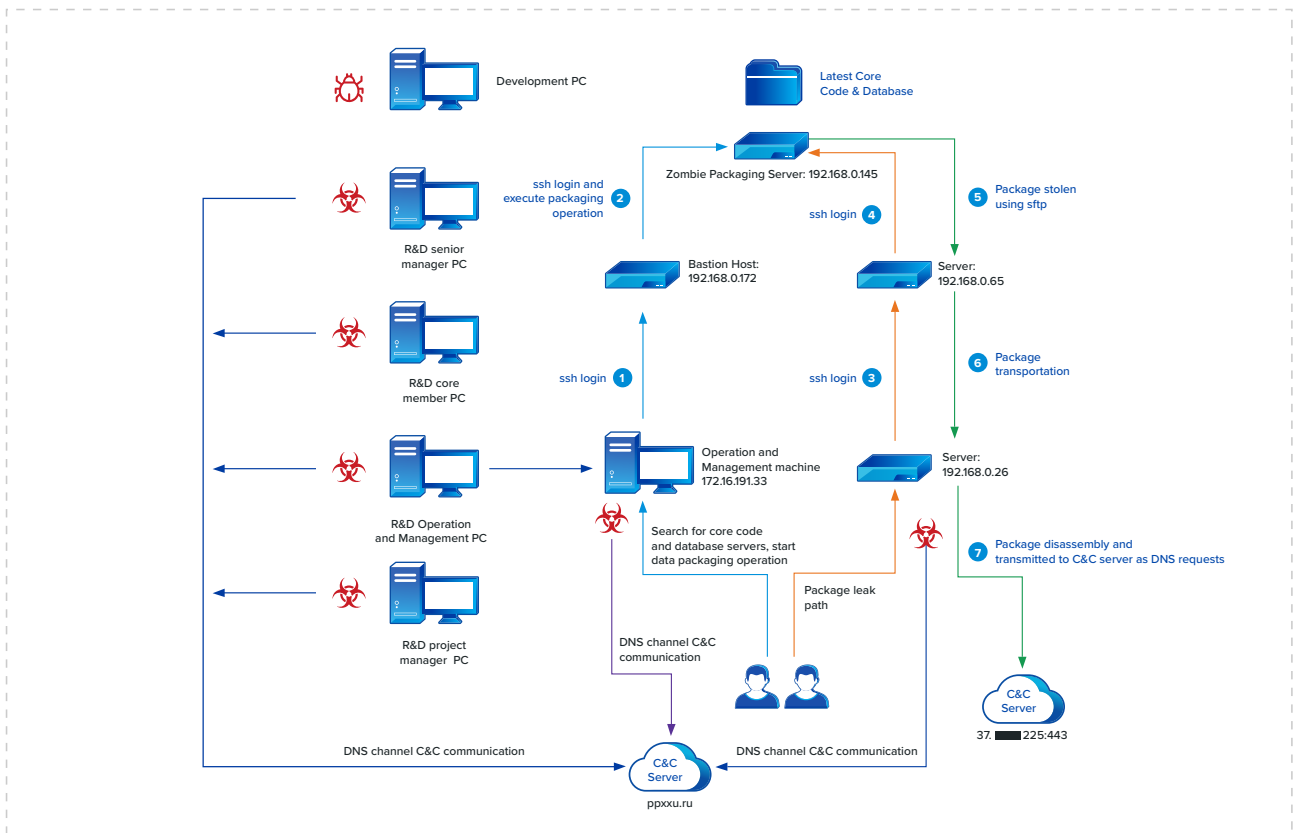 Development PC
Latest Core
Code & Database
Zombie Packaging Server: 192.168.0.145
ssh login and
execute packaging
operation
2
ssh login 4
5
Package stolen
using sftp
R&D senior
manager PC
Bastion Host:
192.168.0.172
Server:
192.168.0.65
R&D core
member PC
ssh login 1
ssh login 3
6
Package
transportation
Operation and
Management machine
172.16.191.33
Server:
192.168.0.26
R&D Operation
and Management PC
Search for core code
and database servers, start
data packaging operation
7
Package disassembly and
transmitted to C&C server as DNS requests
Package leak
path
R&D project
manager PC
DNS channel C&C
communication
C&C
Server
37. 225:443
DNS channel C&C communication
DNS channel C&C communication
C&C
Server
ppxxu.ru